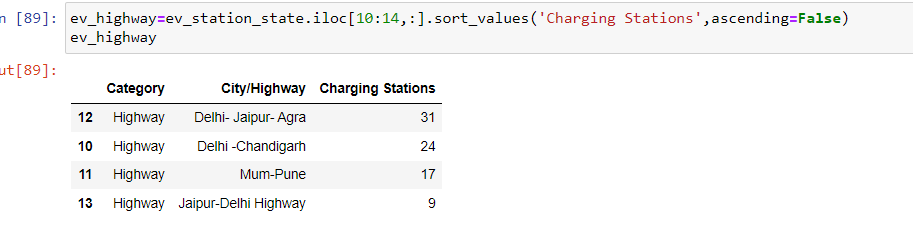 n [89]: ev_highway=ev_station_state.iloc[10:14,:].sort_values('Charging Stations',ascending=False)
ev_highway
ut[89]:
Category City/Highway Charging Stations
12 Highway Delhi- Jaipur- Agra 31
10 Highway Delhi -Chandigarh 24
11 Highway Mum-Pune 17
13 Highway Jaipur-Delhi Highway 9